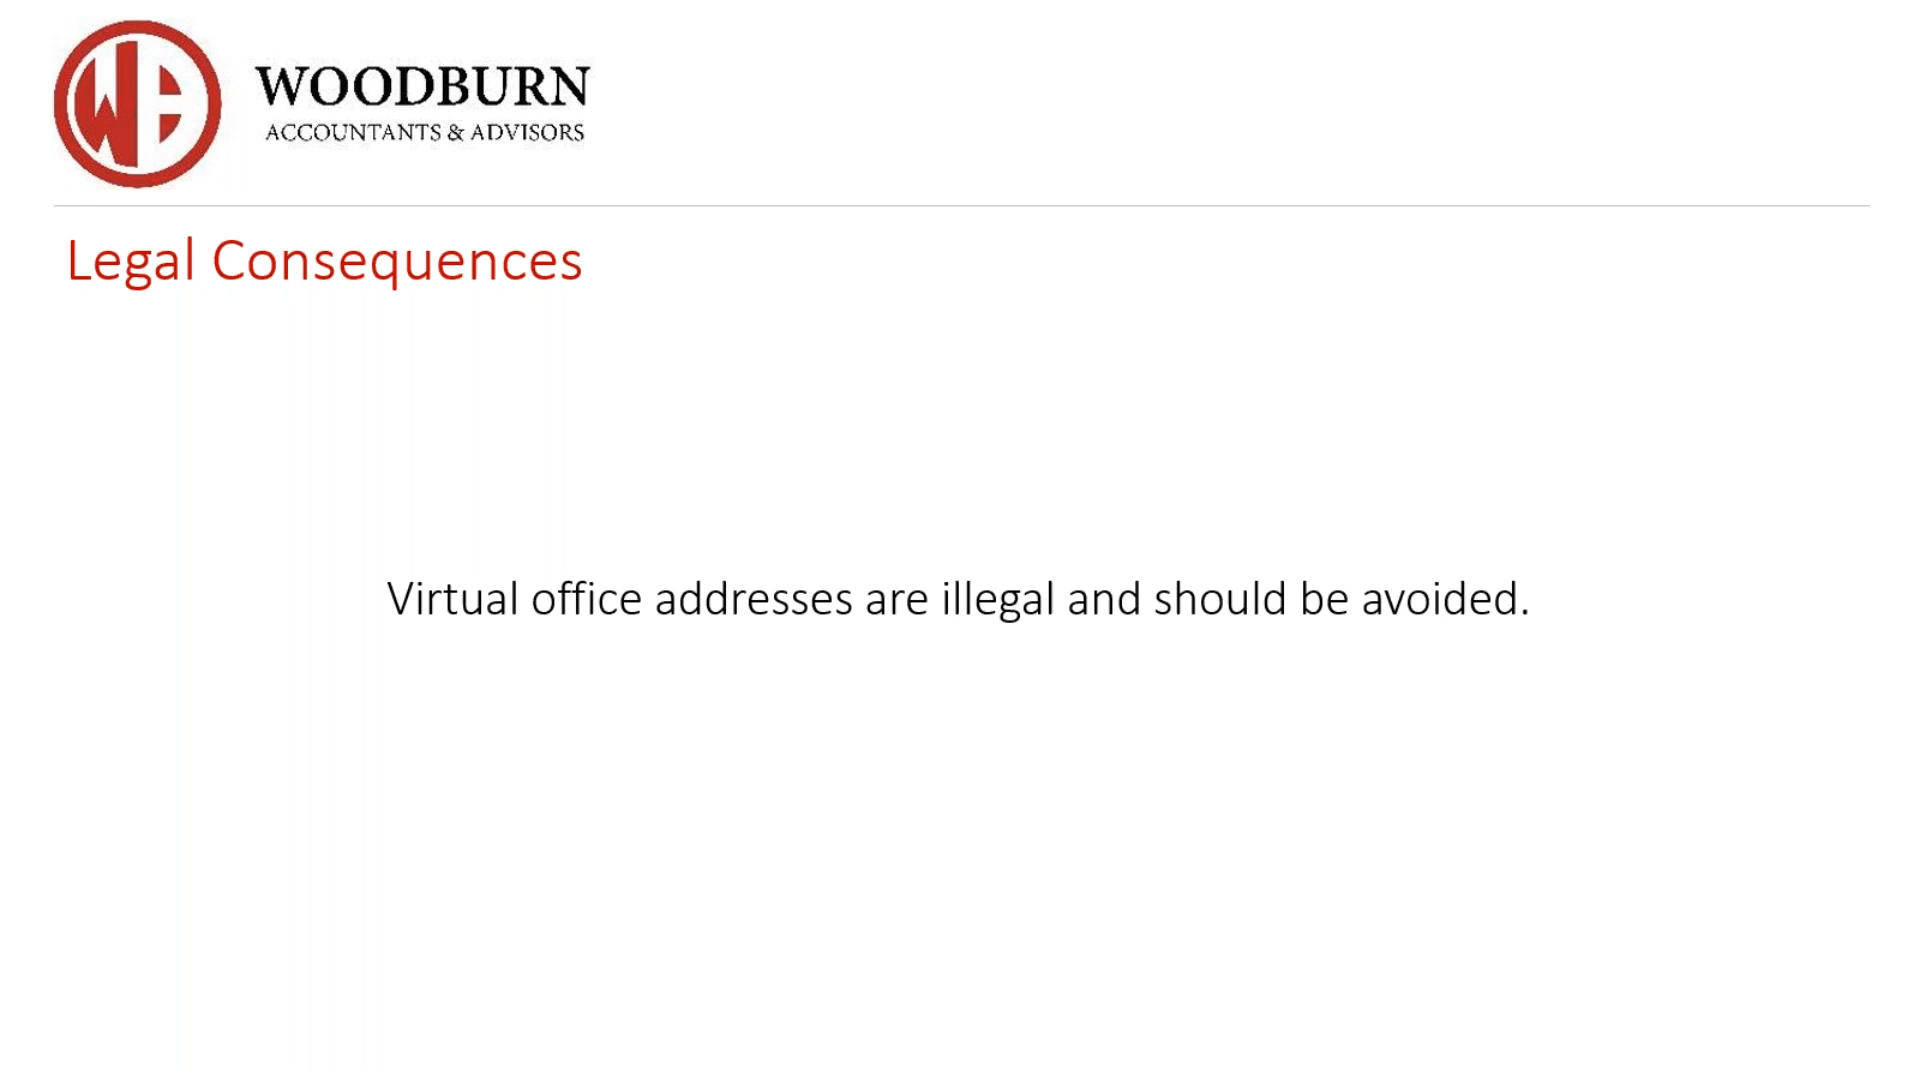 WOODBURN
ACCOUNTANTS & ADVISORS
Legal Consequences
Virtual office addresses are illegal and should be avoided.